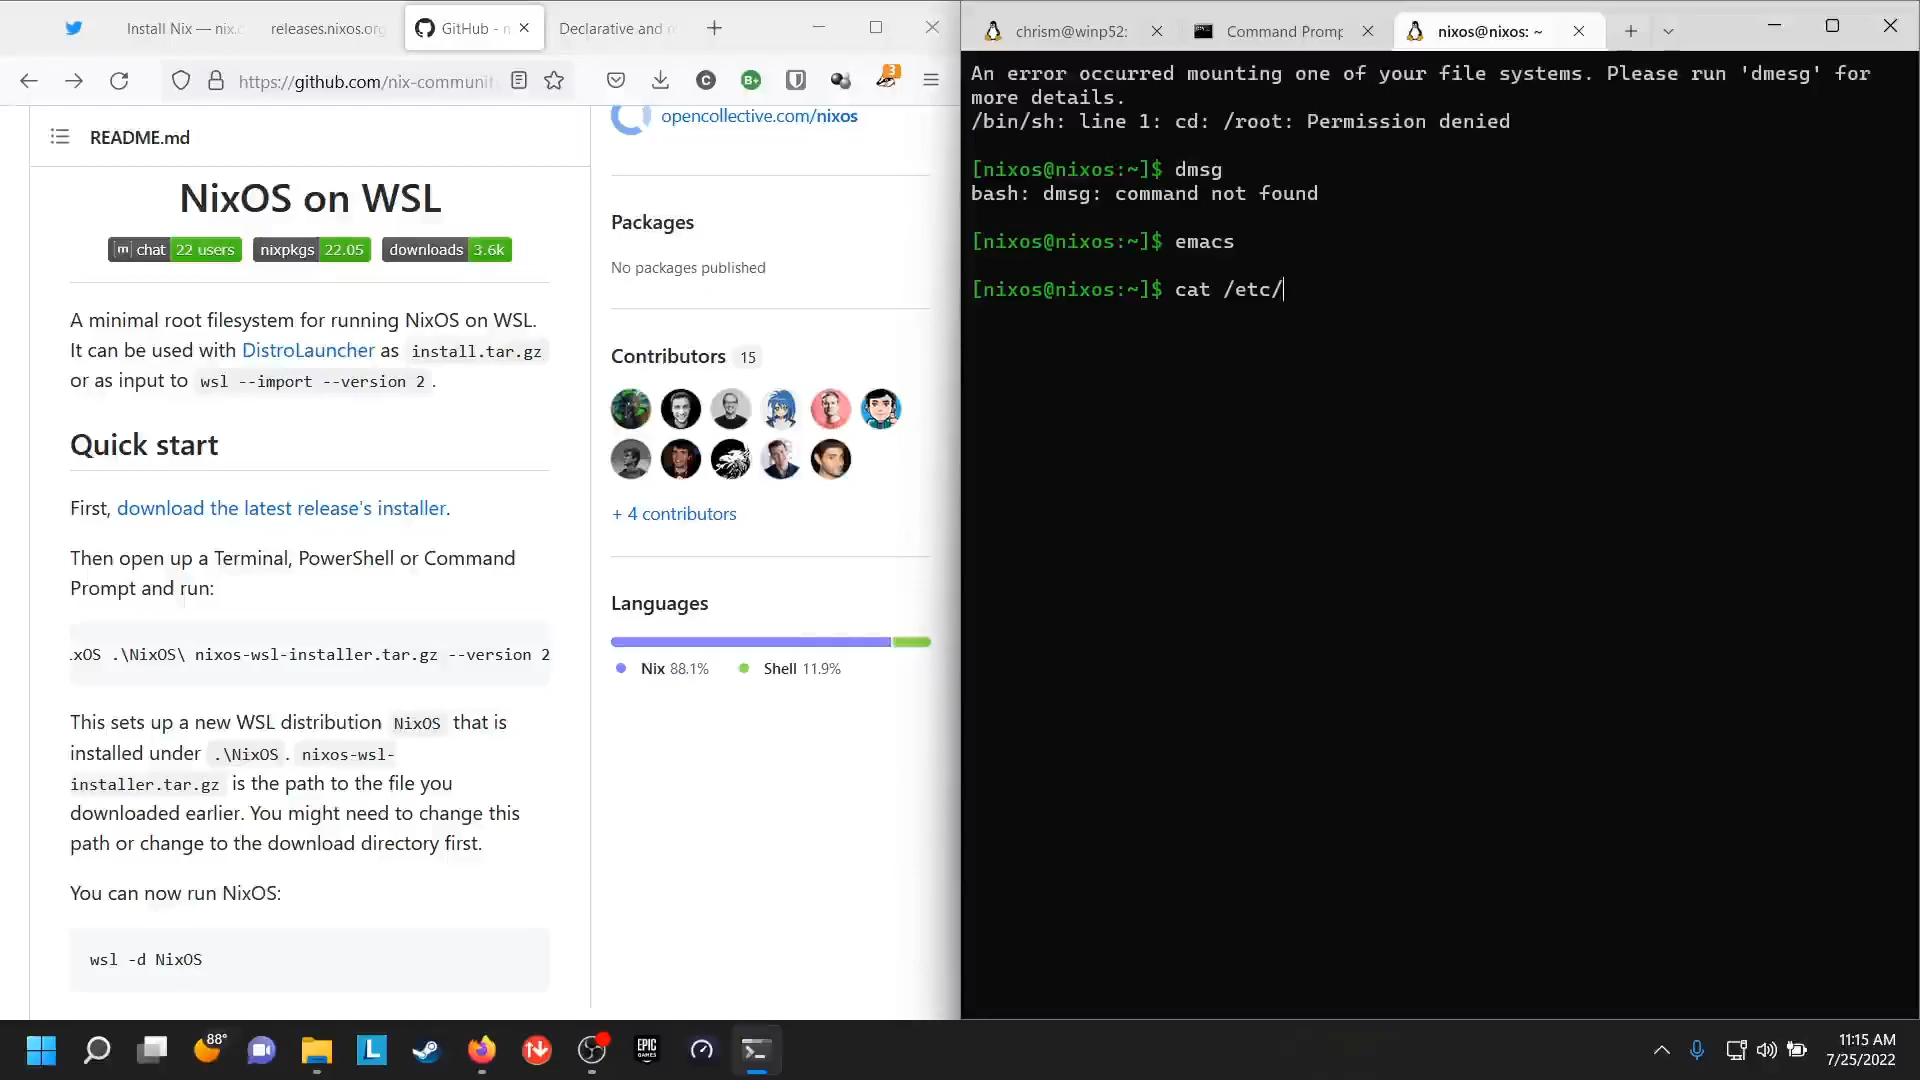 Install Nix — nix.c
releases.nixos.org
GitHub - n
Declarative and r
https://github.com/nix-communit
3
README.md
NixOS on WSL
chat 22 users
nixpkgs 22.05
downloads 3.6k
A minimal root filesystem for running NixOS on WSL.
It can be used with DistroLauncher as install.tar.gz
or as input to wsl --import --version 2 .
Quick start
First, download the latest release's installer.
Then open up a Terminal, PowerShell or Command
Prompt and run:
.xOS .\NixOS\ nixos-wsl-installer.tar.gz --version 2
This sets up a new WSL distribution NixOS that is
installed under .\NixOS . nixos-wsl-
installer.tar.gz is the path to the file you
downloaded earlier. You might need to change this
path or change to the download directory first.
You can now run NixOS:
wsl -d NixOS
opencollective.com/nixos
Packages
No packages published
Contributors 15
+ 4 contributors
Languages
Nix 88.1%
Shell 11.9%
chrism@winp52:
Command Promp
nixos@nixos: ~
An error occurred mounting one of your file systems. Please run 'dmesg' for
more details.
/bin/sh: line 1: cd: /root: Permission denied
[nixos@nixos:~]$ dmsg
bash: dmsg: command not found
[nixos@nixos:~]$ emacs
[nixos@nixos:~]$ cat /etc/
88°
L
EPIC
GAMES
11:15 AM
7/25/2022